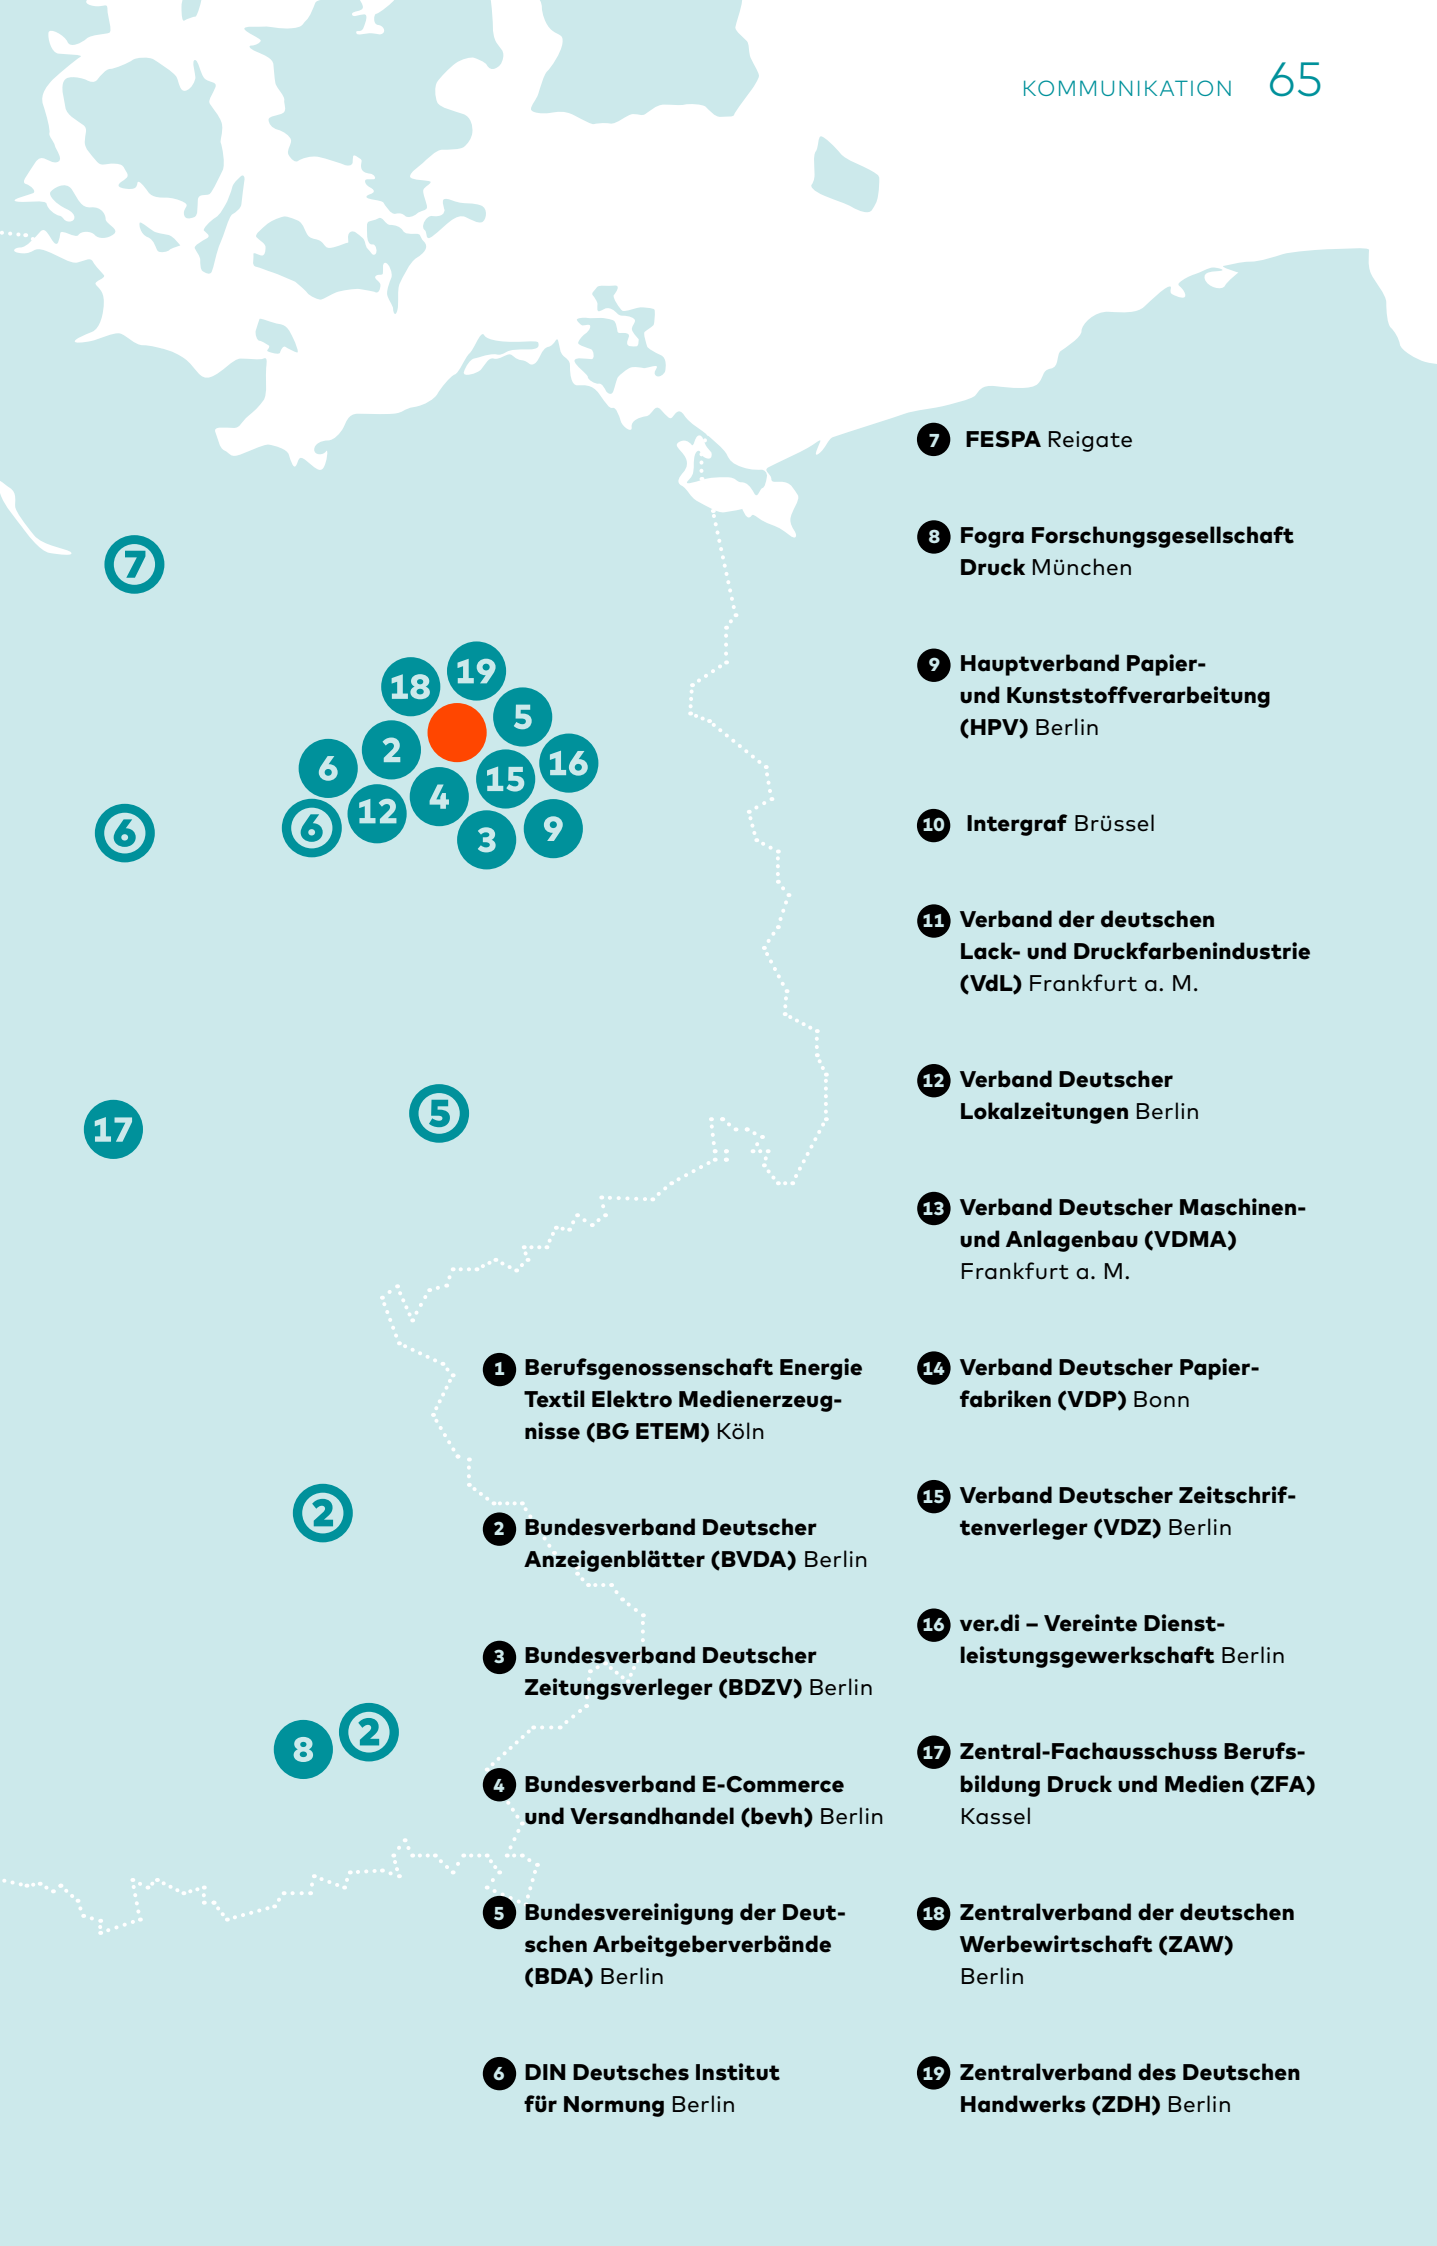 KOMMUNIKATION 65
7
18
19
5
2
16
6
15
4
12
6
3
9
6
17
5
2
8
2
1 Berufsgenossenschaft Energie
Textil Elektro Medienerzeug-
nisse (BG ETEM) Köln
2 Bundesverband Deutscher
Anzeigenblätter (BVDA) Berlin
3 Bundesverband Deutscher
Zeitungsverleger (BDZV) Berlin
4 Bundesverband E-Commerce
und Versandhandel (bevh) Berlin
5 Bundesvereinigung der Deut-
schen Arbeitgeberverbände
(BDA) Berlin
6 DIN Deutsches Institut
für Normung Berlin
7 FESPA Reigate
8 Fogra Forschungsgesellschaft
Druck München
9 Hauptverband Papier-
und Kunststoffverarbeitung
(HPV) Berlin
10 Intergraf Brüssel
11 Verband der deutschen
Lack- und Druckfarbenindustrie
(VdL) Frankfurt a. M.
12 Verband Deutscher
Lokalzeitungen Berlin
13 Verband Deutscher Maschinen-
und Anlagenbau (VDMA)
Frankfurt a. M.
14 Verband Deutscher Papier-
fabriken (VDP) Bonn
15 Verband Deutscher Zeitschrif-
tenverleger (VDZ) Berlin
16 ver.di – Vereinte Dienst-
leistungsgewerkschaft Berlin
17 Zentral-Fachausschuss Berufs-
bildung Druck und Medien (ZFA)
Kassel
18 Zentralverband der deutschen
Werbewirtschaft (ZAW)
Berlin
19 Zentralverband des Deutschen
Handwerks (ZDH) Berlin